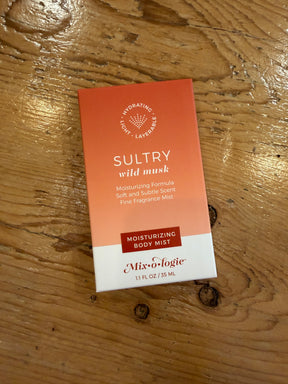 HYDRATING
LIGHT • LAYERABLE
SULTRY
wild musk
Moisturizing Formula
Soft and Subtle Scent
Fine Fragrance Mist
MOISTURIZING
BODY MIST
Mix•o•logie
1.1 FL OZ / 35 ML